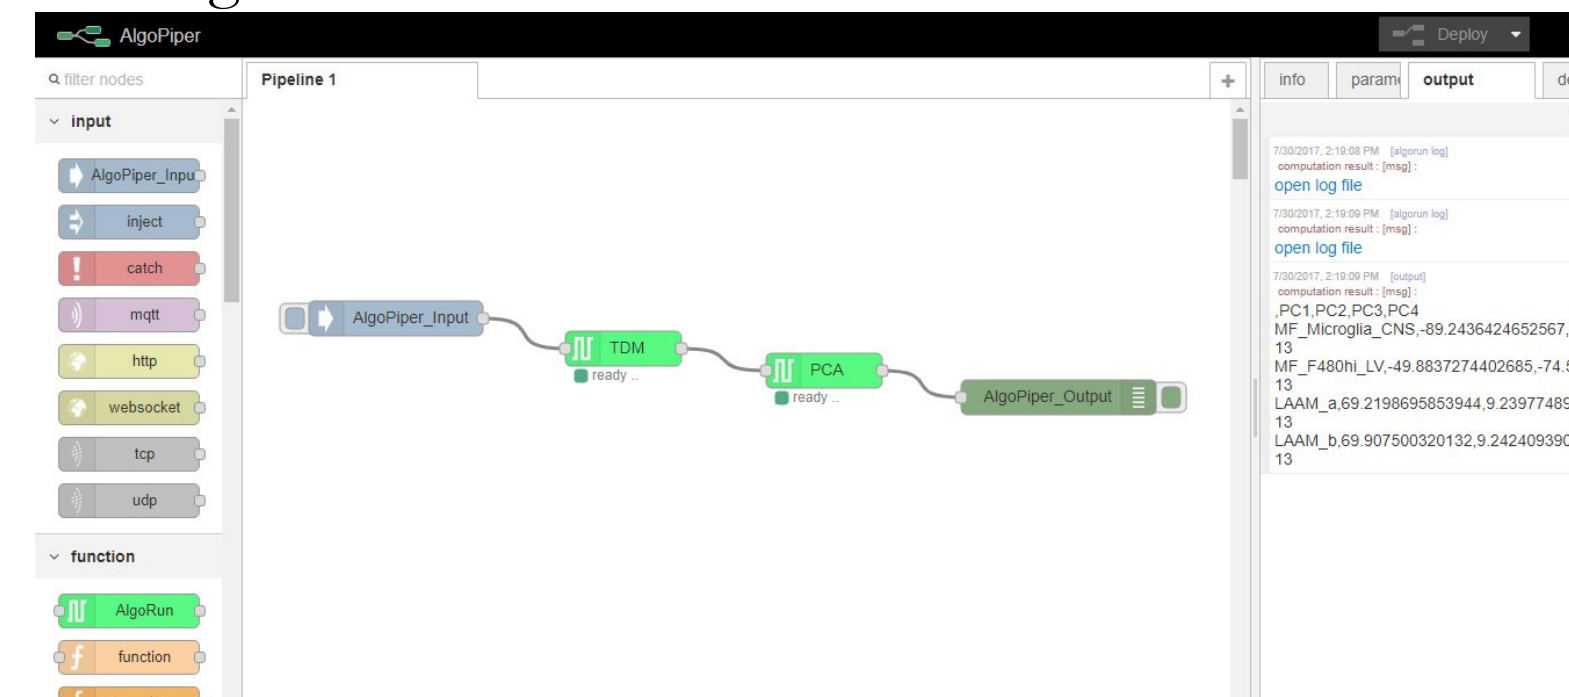 AlgoPiper
Deploy
filter nodes
Pipeline 1
+
info
param
output
input
AlgoPiper_Inpu
inject
catch
mqtt
http
websocket
tcp
udp
function
AlgoRun
function
AlgoPiper_Input
TDM
ready ..
PCA
ready ..
AlgoPiper_Output
7/30/2017, 2:19:08 PM [algorun log]
computation result : [msg] :
open log file
7/30/2017, 2:19:09 PM [algorun log]
computation result : [msg] :
open log file
7/30/2017, 2:19:09 PM [output]
computation result : [msg] :
,PC1,PC2,PC3,PC4
MF_Microglia_CNS,-89.2436424652567,
13
MF_F480hi_LV,-49.8837274402685,-74.5
13
LAAM_a,69.2198695853944,9.23977489
13
LAAM_b,69.907500320132,9.242409390
13